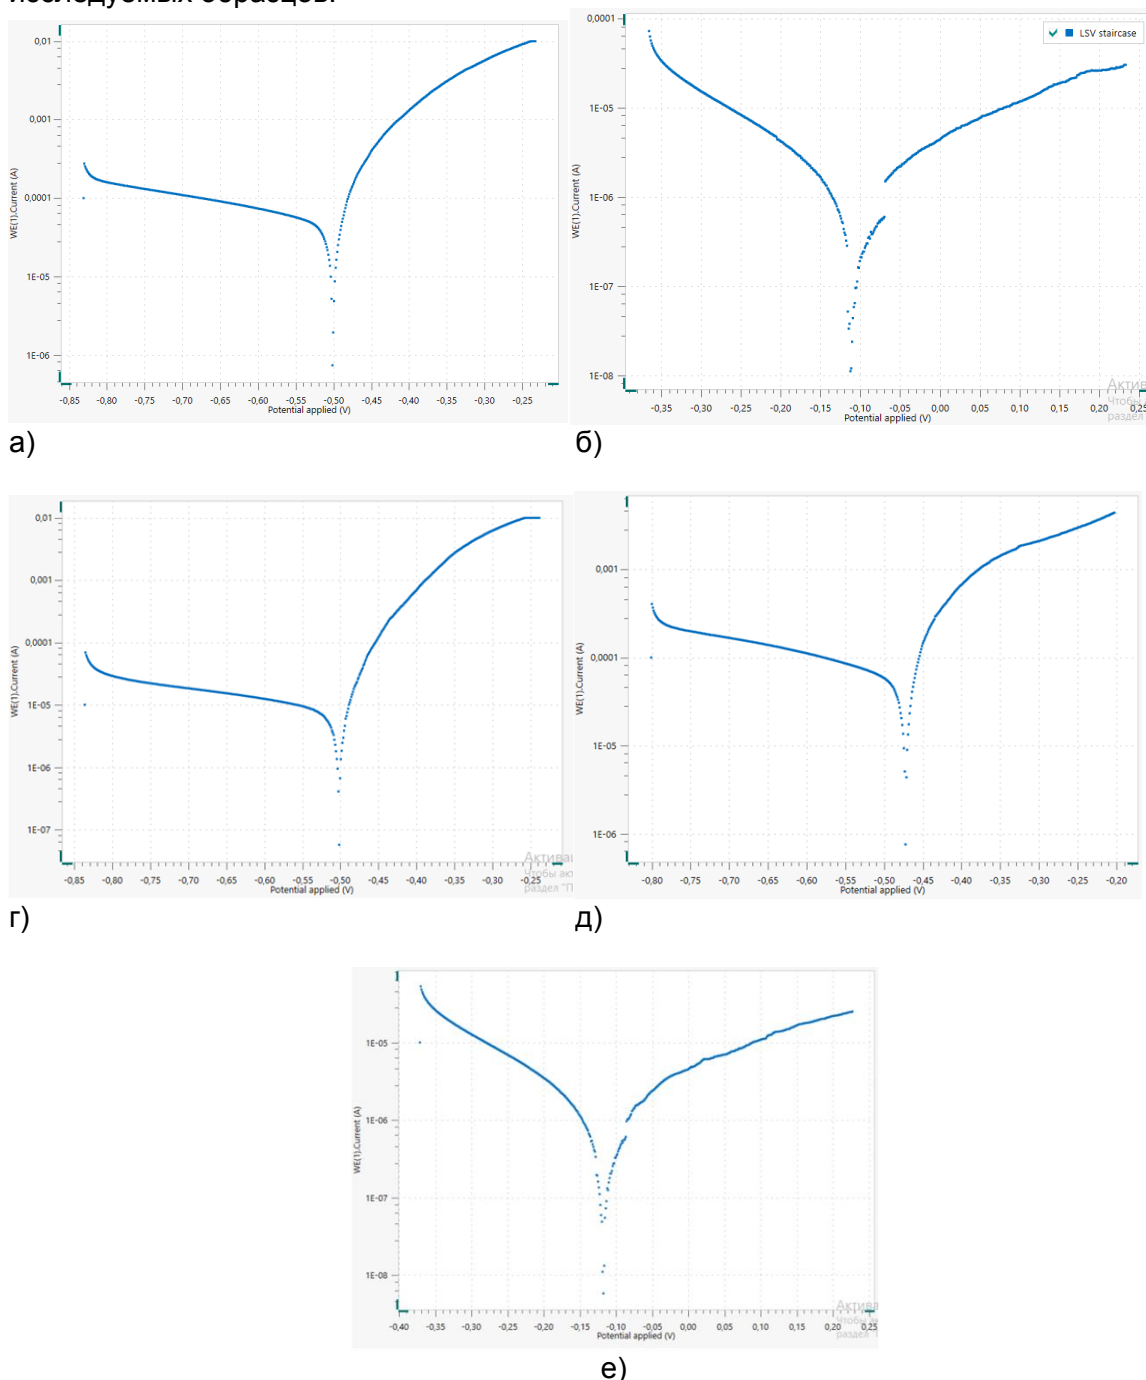 исследуемых образцов.
0,01
0,001
0,0001
1E-05
1E-06
WE(1).Current (A)
-0,85 -0,80 -0,75 -0,70 -0,65 -0,60 -0,55 -0,50 -0,45 -0,40 -0,35 -0,30 -0,25
Potential applied (V)
LSV staircase
0,0001
1E-05
1E-06
1E-07
1E-08
WE(1).Current (A)
-0,35 -0,30 -0,25 -0,20 -0,15 -0,10 -0,05 0,00 0,05 0,10 0,15 0,20 0,25
Potential applied (V)
Актив
Чтобы
раздел
а)
б)
0,01
0,001
0,0001
1E-05
1E-06
1E-07
WE(1).Current (A)
-0,85 -0,80 -0,75 -0,70 -0,65 -0,60 -0,55 -0,50 -0,45 -0,40 -0,35 -0,30 -0,25
Potential applied (V)
Актива
Чтобы ак
раздел "П
0,001
0,0001
1E-05
1E-06
WE(1).Current (A)
-0,80 -0,75 -0,70 -0,65 -0,60 -0,55 -0,50 -0,45 -0,40 -0,35 -0,30 -0,25 -0,20
Potential applied (V)
г)
д)
1E-05
1E-06
1E-07
1E-08
WE(1).Current (A)
-0,40 -0,35 -0,30 -0,25 -0,20 -0,15 -0,10 -0,05 0,00 0,05 0,10 0,15 0,20 0,25
Potential applied (V)
Актива
раздел
е)